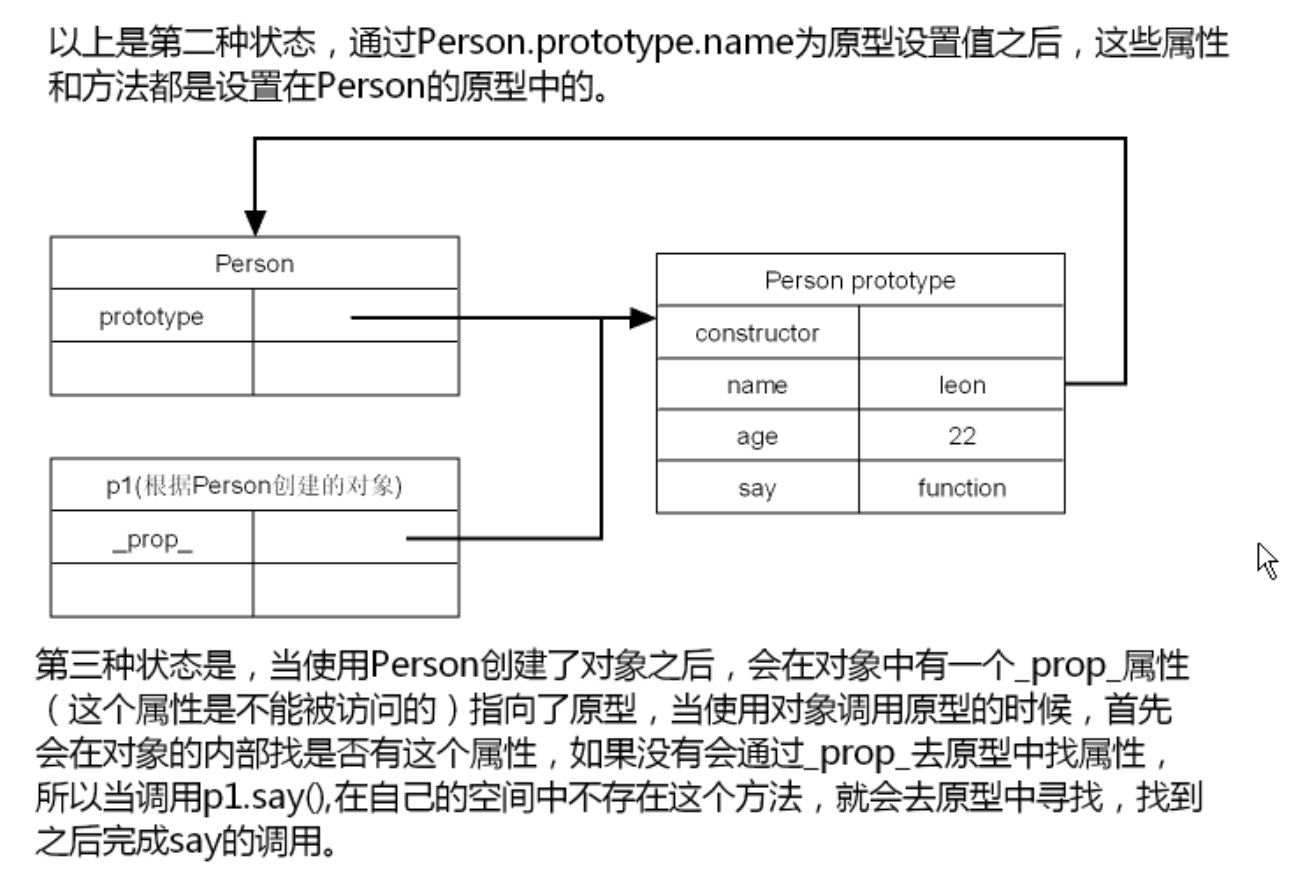 以上是第二种状态，通过Person.prototype.name为原型设置值之后，这些属性
和方法都是设置在Person的原型中的。
Person
prototype
Person prototype
constructor
name leon
age 22
say function
p1(根据Person创建的对象)
_prop_
第三种状态是，当使用Person创建了对象之后，会在对象中有一个_prop_属性
（这个属性是不能被访问的）指向了原型，当使用对象调用原型的时候，首先
会在对象的内部找是否有这个属性，如果没有会通过_prop_去原型中找属性，
所以当调用p1.say(),在自己的空间中不存在这个方法，就会去原型中寻找，找到
之后完成say的调用。